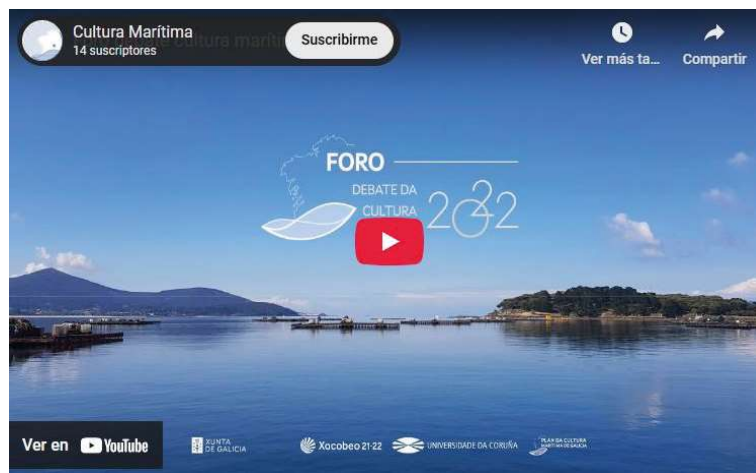 Cultura Marítima
14 suscriptores
Suscribirme
Ver más ta...
Compartir
FORO
DEBATE DA
CULTURA
2022
Ver en YouTube
XUNTA
DE GALICIA
Xacobeo 21·22
UNIVERSIDADE DA CORUÑA
PLAN DA CULTURA
MARÍTIMA DE GALICIA